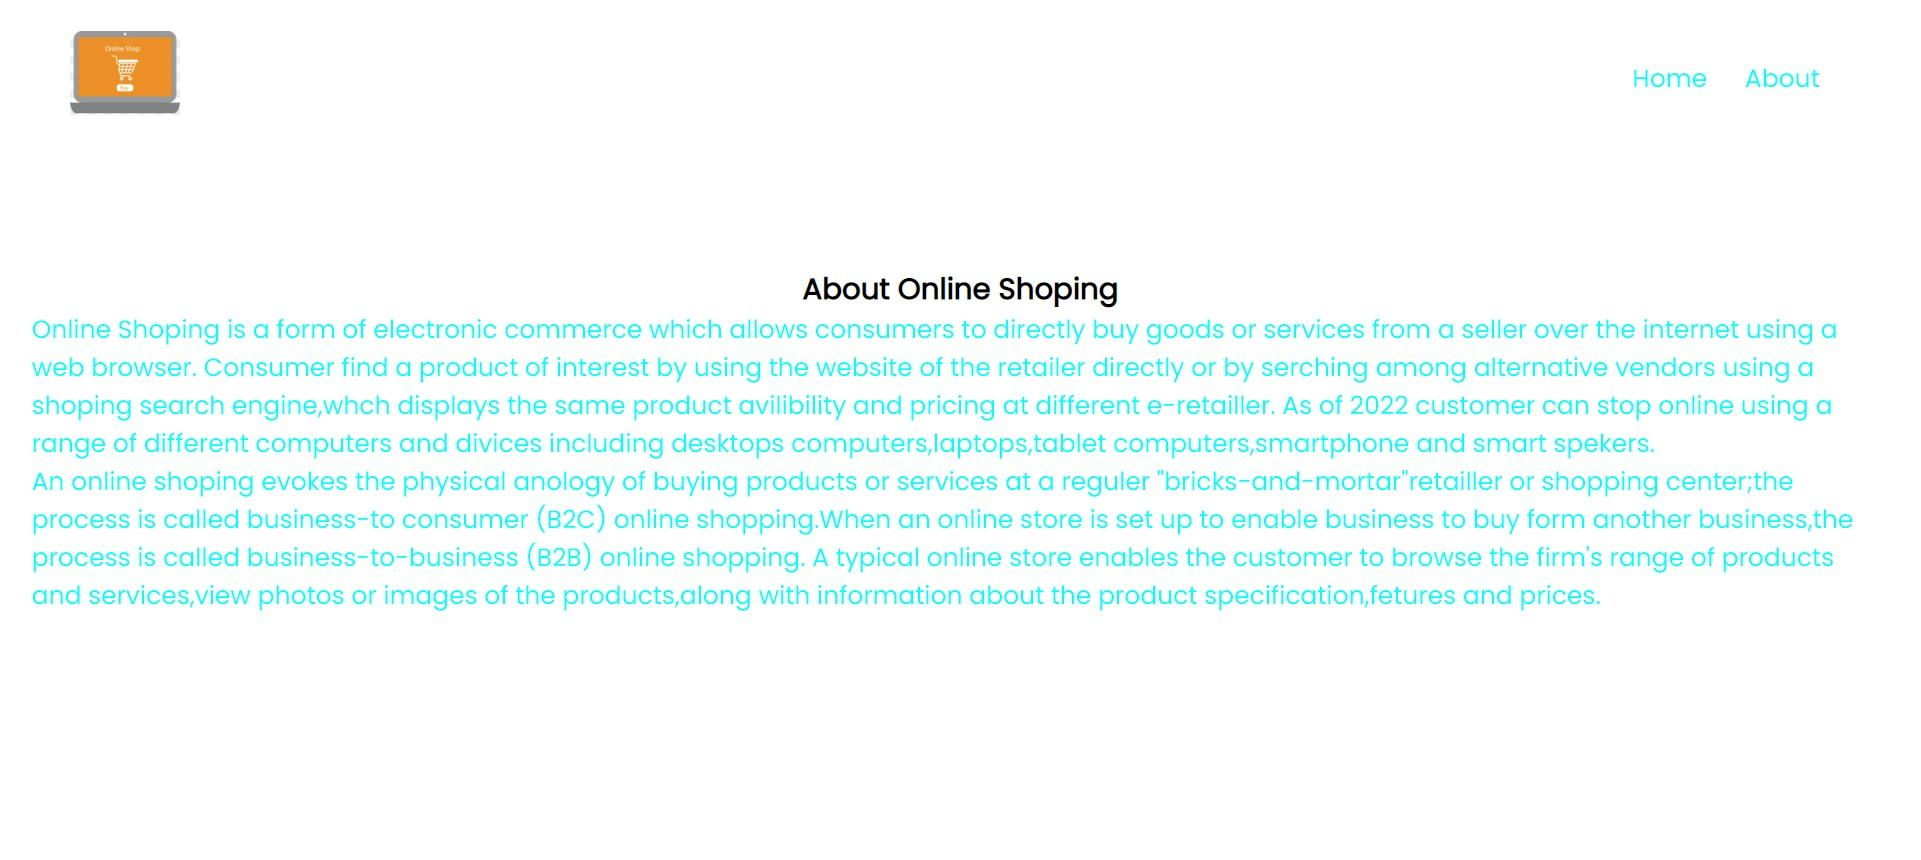 Online Shop
Buy
Home
About
About Online Shoping
Online Shoping is a form of electronic commerce which allows consumers to directly buy goods or services from a seller over the internet using a
web browser. Consumer find a product of interest by using the website of the retailer directly or by serching among alternative vendors using a
shoping search engine,whch displays the same product avilibility and pricing at different e-retailler. As of 2022 customer can stop online using a
range of different computers and divices including desktops computers,laptops,tablet computers,smartphone and smart spekers.
An online shoping evokes the physical anology of buying products or services at a reguler "bricks-and-mortar"retailler or shopping center;the
process is called business-to consumer (B2C) online shopping.When an online store is set up to enable business to buy form another business,the
process is called business-to-business (B2B) online shopping. A typical online store enables the customer to browse the firm's range of products
and services,view photos or images of the products,along with information about the product specification,fetures and prices.